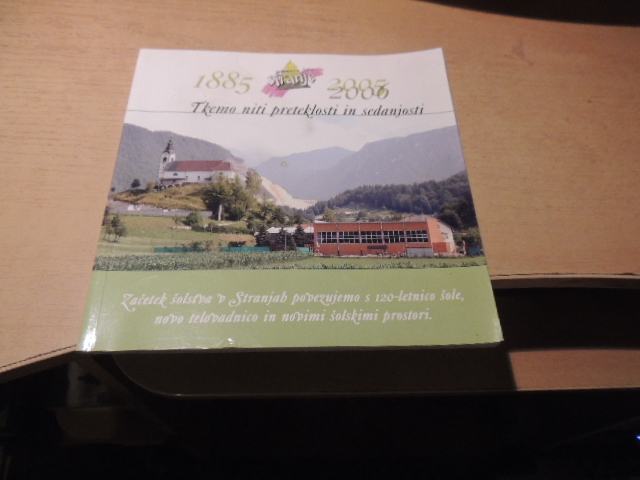 1885 Stranje 2005
2006
Tkemo niti preteklosti in sedanjosti
Začetek šolstva v Stranjah povezujemo s 120-letnico šole,
novo telovadnico in novimi šolskimi prostori.